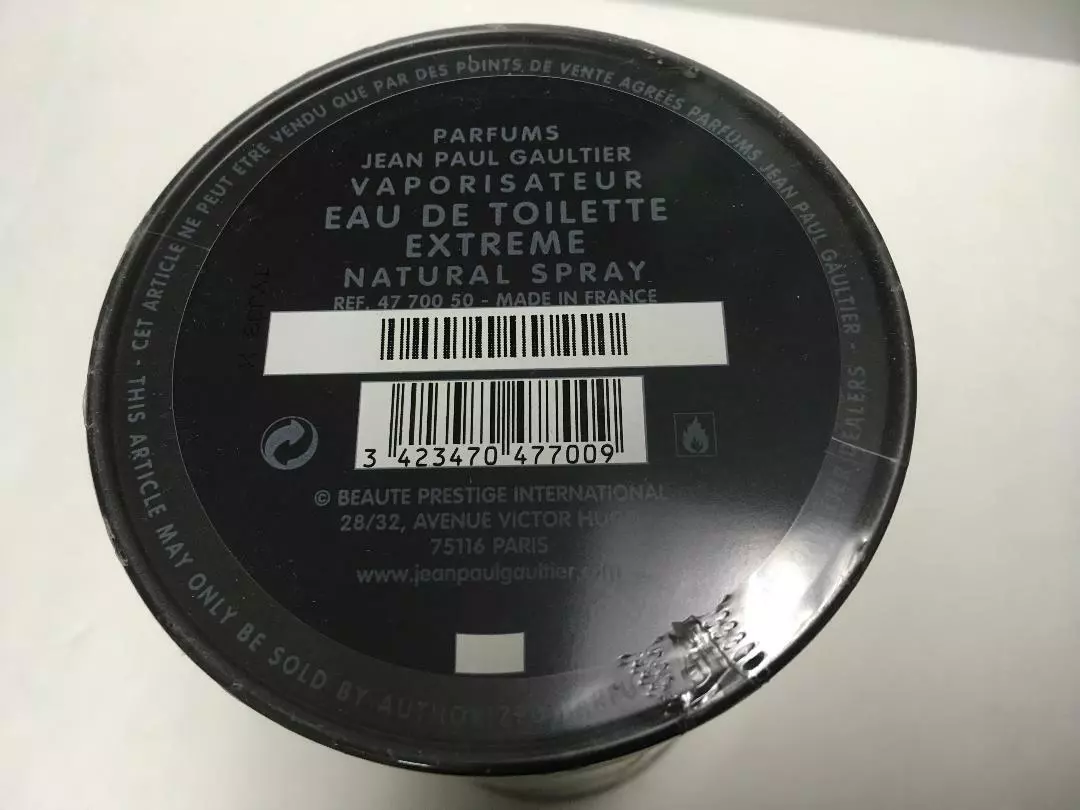 PARFUMS
JEAN PAUL GAULTIER
VAPORISATEUR
EAU DE TOILETTE
EXTREME
NATURAL SPRAY
REF. 47 700 50 - MADE IN FRANCE
3 423470 477009
© BEAUTE PRESTIGE INTERNATIONAL
28/32, AVENUE VICTOR
75116 PARIS
www.jeanpaulgaultier.com
CET ARTICLE NE PEUT ETRE VENDU QUE PAR DES POINTS DE VENTE AGREES PARFUMS JEAN PAUL GAULTIER -
THIS ARTICLE MAY ONLY BE SOLD BY DEALERS -